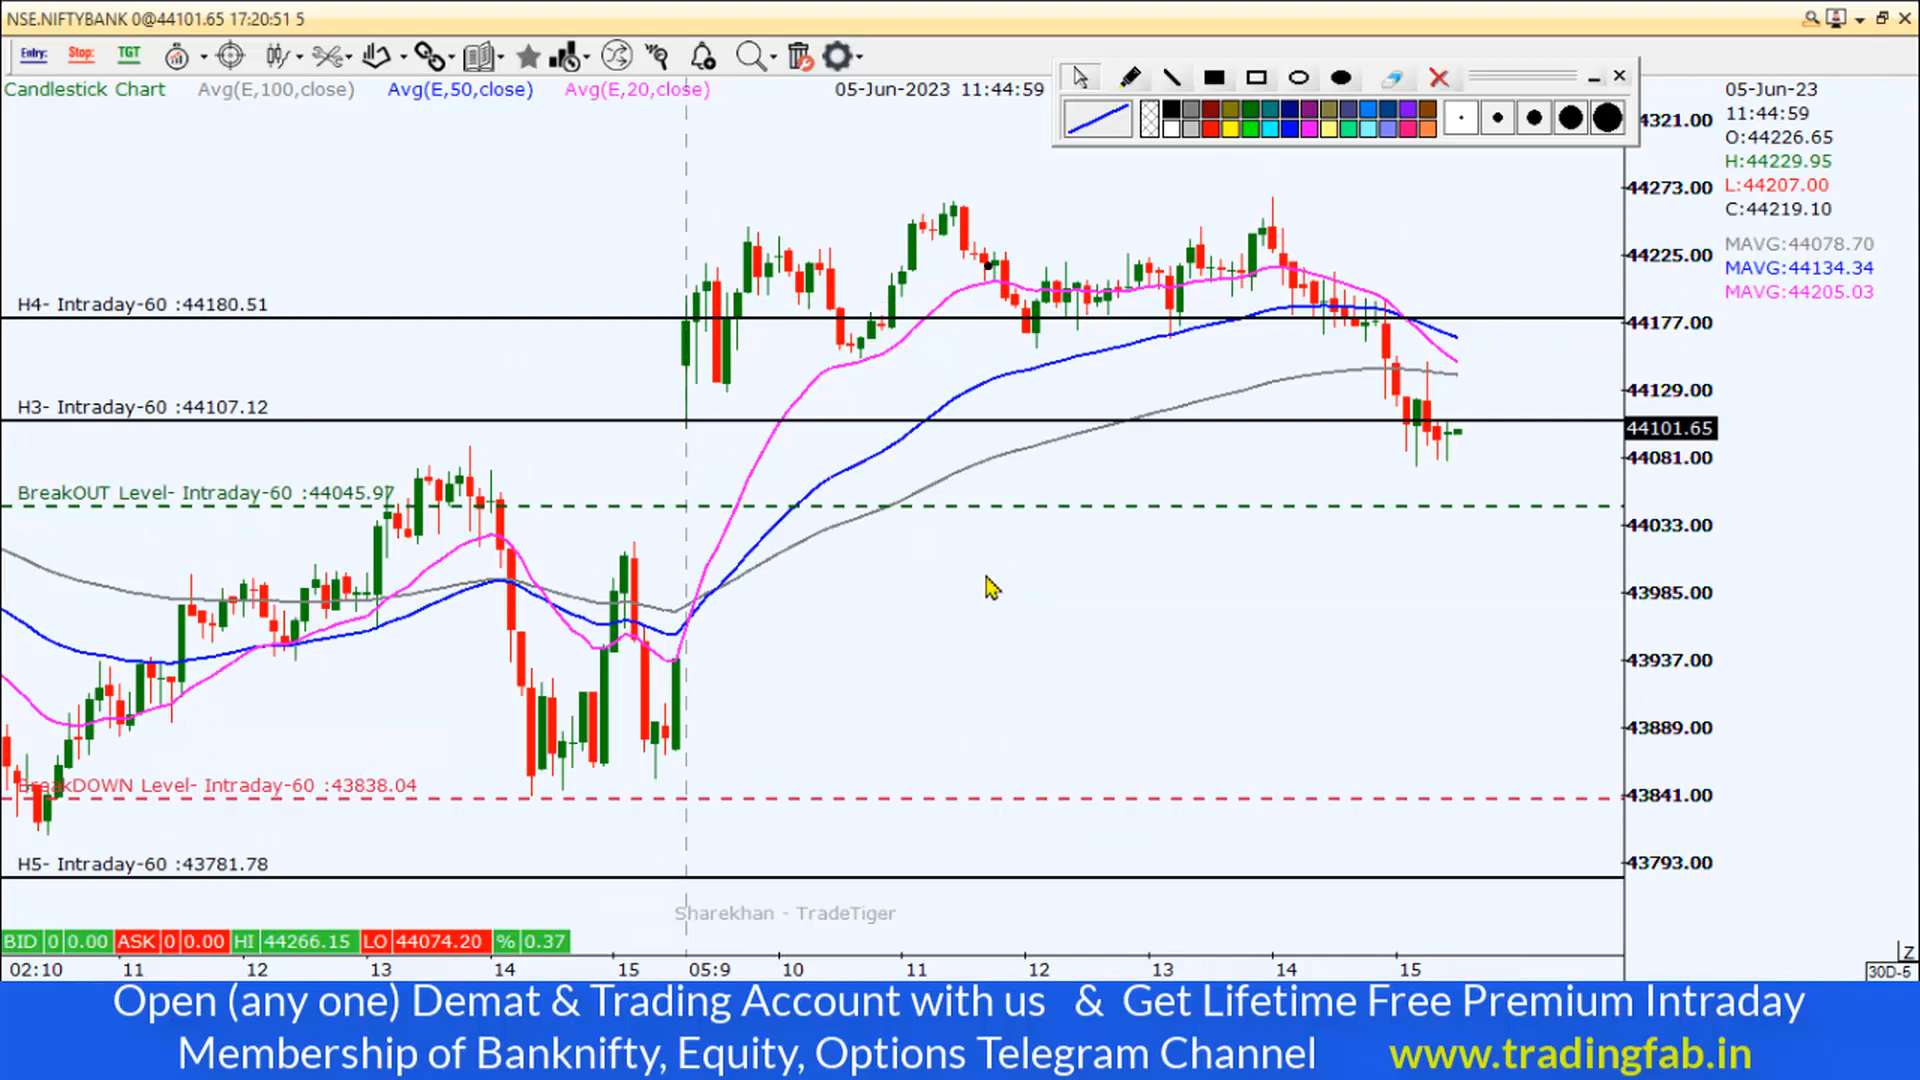 NSE.NIFTYBANK 0@44101.65 17:20:51 5
Entry: Stop: TGT
Candlestick Chart Avg(E,100,close) Avg(E,50,close) Avg(E,20,close) 05-Jun-2023 11:44:59
05-Jun-23
11:44:59
O:44226.65
H:44229.95
L:44207.00
C:44219.10
MAVG:44078.70
MAVG:44134.34
MAVG:44205.03
4321.00
44273.00
44225.00
44177.00
44129.00
44101.65
44081.00
44033.00
43985.00
43937.00
43889.00
43841.00
43793.00
H4- Intraday-60 :44180.51
H3- Intraday-60 :44107.12
BreakOUT Level- Intraday-60 :44045.97
BreakDOWN Level- Intraday-60 :43838.04
H5- Intraday-60 :43781.78
Sharekhan - TradeTiger
BID 0 0.00 ASK 0 0.00 HI 44266.15 LO 44074.20 % 0.37
02:10 11 12 13 14 15 05:9 10 11 12 13 14 15
Z
30D-5
Open (any one) Demat & Trading Account with us & Get Lifetime Free Premium Intraday
Membership of Banknifty, Equity, Options Telegram Channel www.tradingfab.in